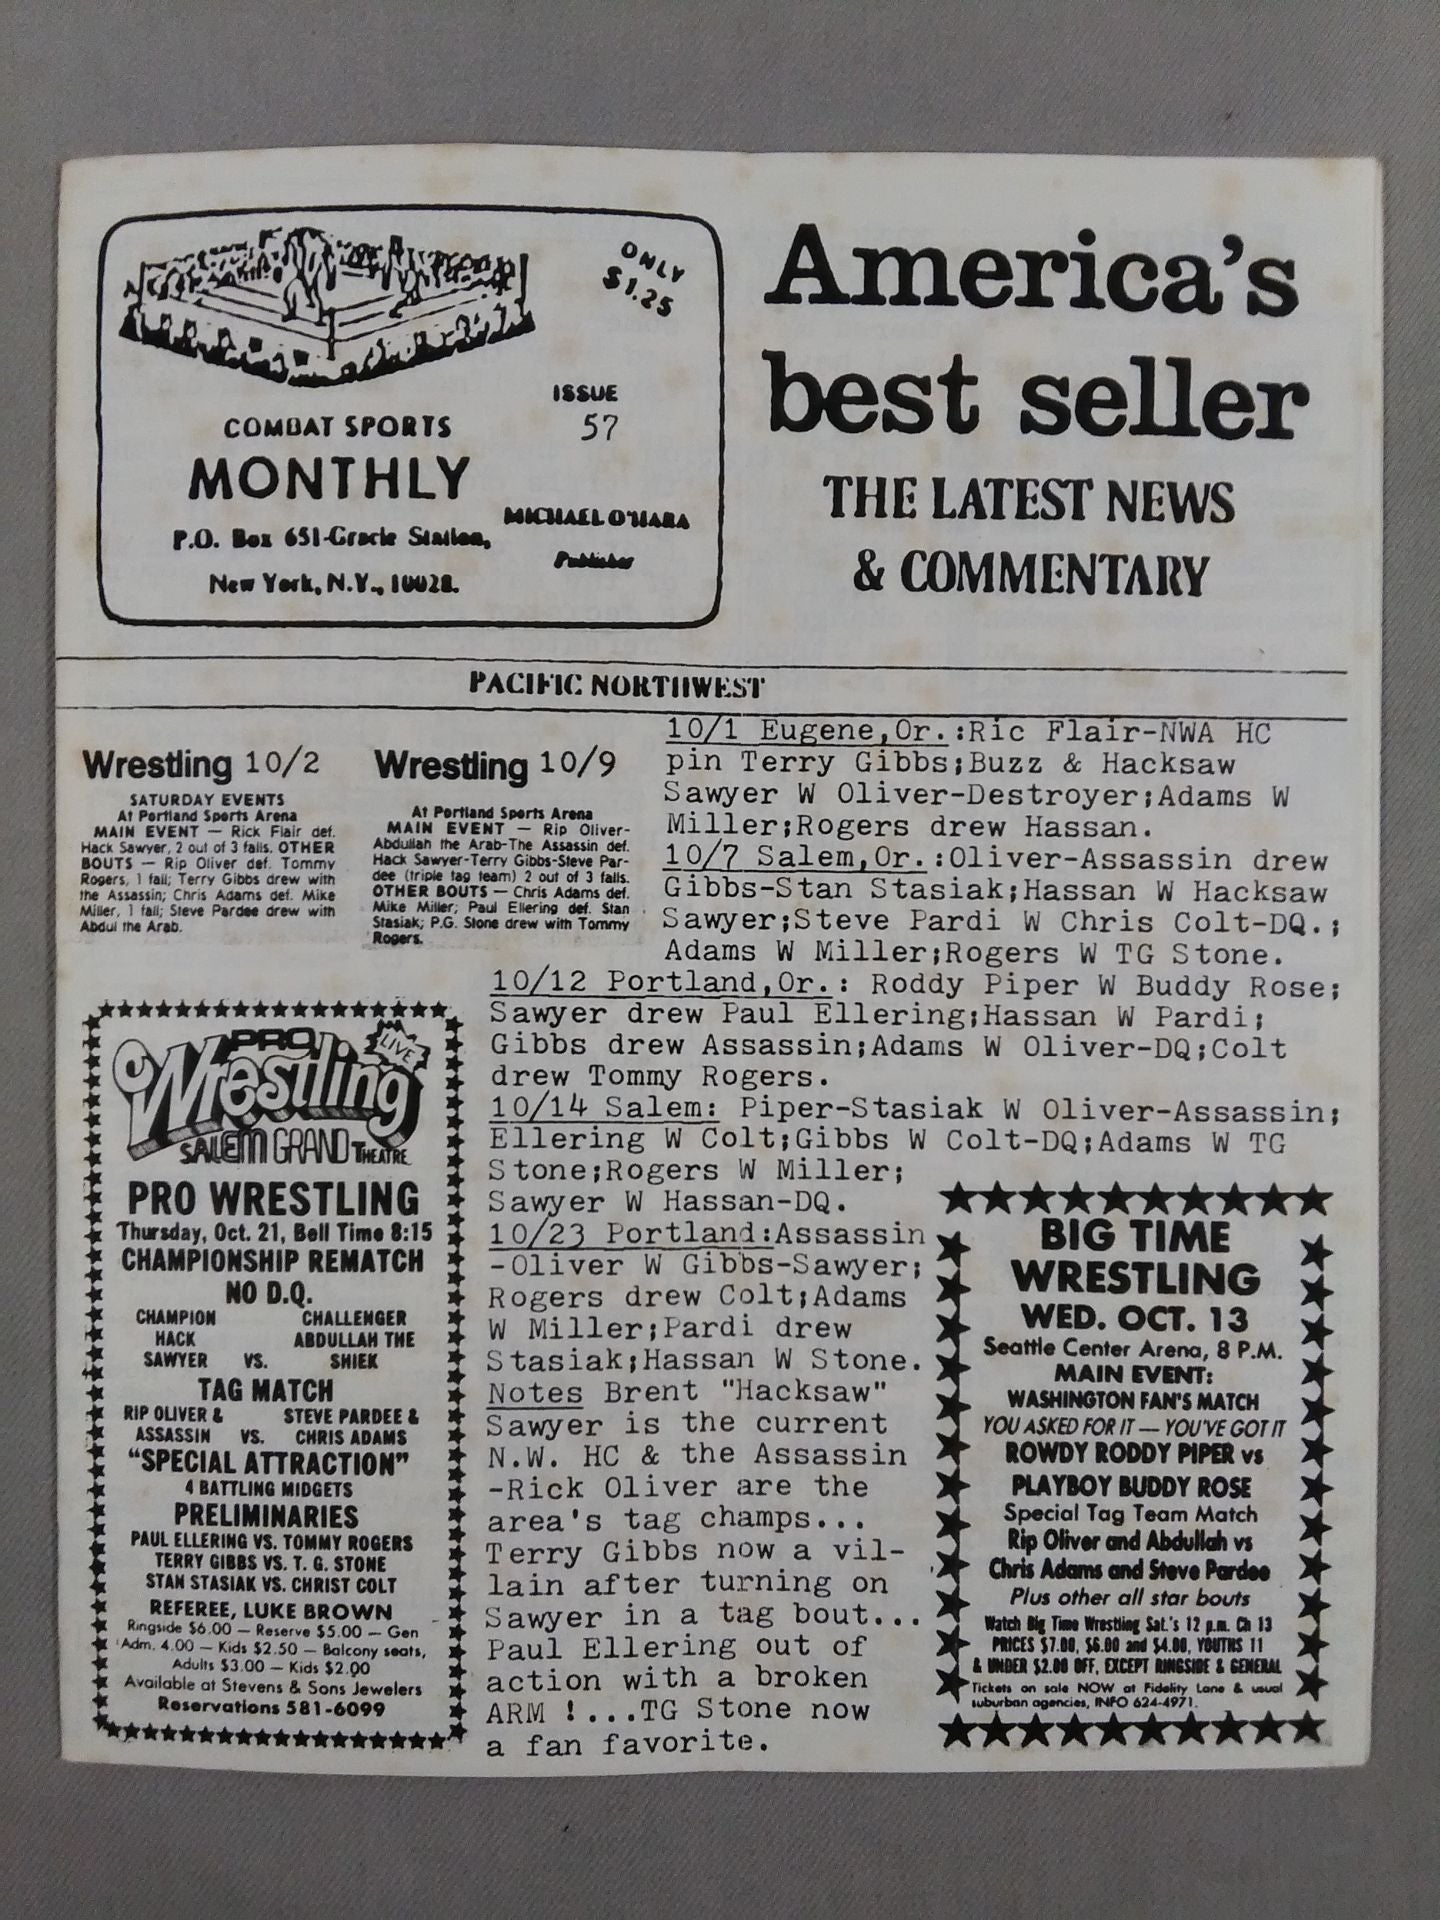 ONLY
$1.25
ISSUE
57
COMBAT SPORTS
MONTHLY
MICHAEL O'HARA
Publisher
P.O. Box 651-Gracie Station,
New York, N.Y., 10028.
America's
best seller
THE LATEST NEWS
& COMMENTARY
PACIFIC NORTHWEST
Wrestling 10/2
SATURDAY EVENTS
At Portland Sports Arena
MAIN EVENT — Rick Flair def.
Hack Sawyer, 2 out of 3 falls. OTHER
BOUTS — Rip Oliver def. Tommy
Rogers, 1 fall; Terry Gibbs drew with
the Assassin; Chris Adams def. Mike
Miller, 1 fall; Steve Pardee drew with
Abdul the Arab.
Wrestling 10/9
At Portland Sports Arena
MAIN EVENT — Rip Oliver-
Abdullah the Arab-The Assassin def.
Hack Sawyer-Terry Gibbs-Steve Par-
dee (triple tag team) 2 out of 3 falls.
OTHER BOUTS — Chris Adams def.
Mike Miller; Paul Ellering def. Stan
Stasiak; P.G. Stone drew with Tommy
Rogers.
10/1 Eugene,Or.:Ric Flair-NWA HC
pin Terry Gibbs;Buzz & Hacksaw
Sawyer W Oliver-Destroyer;Adams W
Miller;Rogers drew Hassan.
10/7 Salem,Or.:Oliver-Assassin drew
Gibbs-Stan Stasiak;Hassan W Hacksaw
Sawyer;Steve Pardi W Chris Colt-DQ.;
Adams W Miller;Rogers W TG Stone.
10/12 Portland,Or.: Roddy Piper W Buddy Rose;
Sawyer drew Paul Ellering;Hassan W Pardi;
Gibbs drew Assassin;Adams W Oliver-DQ;Colt
drew Tommy Rogers.
10/14 Salem: Piper-Stasiak W Oliver-Assassin;
Ellering W Colt;Gibbs W Colt-DQ;Adams W TG
Stone;Rogers W Miller;
Sawyer W Hassan-DQ.
10/23 Portland:Assassin
-Oliver W Gibbs-Sawyer;
Rogers drew Colt;Adams
W Miller;Pardi drew
Stasiak;Hassan W Stone.
Notes Brent "Hacksaw"
Sawyer is the current
N.W. HC & the Assassin
-Rick Oliver are the
area's tag champs...
Terry Gibbs now a vil-
lain after turning on
Sawyer in a tag bout...
Paul Ellering out of
action with a broken
ARM !...TG Stone now
a fan favorite.
PRO
Wrestling
LIVE
SALEM GRAND THEATRE
PRO WRESTLING
Thursday, Oct. 21, Bell Time 8:15
CHAMPIONSHIP REMATCH
NO D.Q.
CHAMPION CHALLENGER
HACK ABDULLAH THE
SAWYER VS. SHIEK
TAG MATCH
RIP OLIVER & STEVE PARDEE &
ASSASSIN VS. CHRIS ADAMS
"SPECIAL ATTRACTION"
4 BATTLING MIDGETS
PRELIMINARIES
PAUL ELLERING VS. TOMMY ROGERS
TERRY GIBBS VS. T. G. STONE
STAN STASIAK VS. CHRIST COLT
REFEREE, LUKE BROWN
Ringside $6.00 — Reserve $5.00 — Gen
Adm. 4.00 — Kids $2.50 — Balcony seats,
Adults $3.00 — Kids $2.00
Available at Stevens & Sons Jewelers
Reservations 581-6099
BIG TIME
WRESTLING
WED. OCT. 13
Seattle Center Arena, 8 P.M.
MAIN EVENT:
WASHINGTON FAN'S MATCH
YOU ASKED FOR IT — YOU'VE GOT IT
ROWDY RODDY PIPER vs
PLAYBOY BUDDY ROSE
Special Tag Team Match
Rip Oliver and Abdullah vs
Chris Adams and Steve Pardee
Plus other all star bouts
Watch Big Time Wrestling Sat.'s 12 p.m. Ch 13
PRICES $7.00, $6.00 and $4.00, YOUTHS 11
& UNDER $2.00 OFF, EXCEPT RINGSIDE & GENERAL
Tickets on sale NOW at Fidelity Lane & usual
suburban agencies, INFO 624-4971.